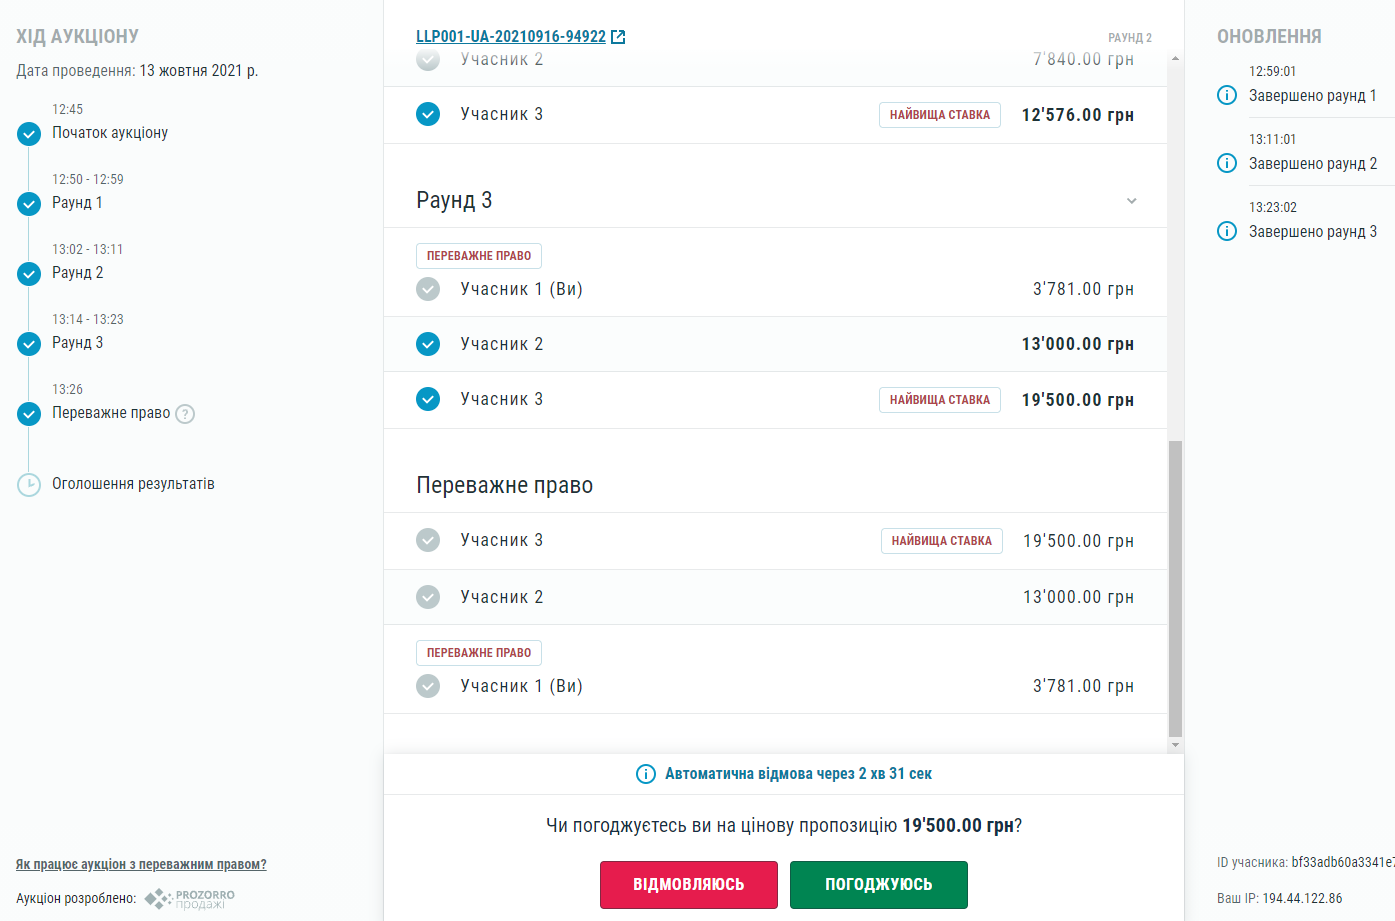 ХІД АУКЦІОНУ
Дата проведення: 13 жовтня 2021 р.
12:45
Початок аукціону
12:50 - 12:59
Раунд 1
13:02 - 13:11
Раунд 2
13:14 - 13:23
Раунд 3
13:26
Переважне право ?
Оголошення результатів
Як працює аукціон з переважним правом?
Аукціон розроблено: PROZORRO
продажі
LLP001-UA-20210916-94922
РАУНД 2
Учасник 2 7'840.00 грн
Учасник 3 НАЙВИЩА СТАВКА 12'576.00 грн
Раунд 3
ПЕРЕВАЖНЕ ПРАВО
Учасник 1 (Ви) 3'781.00 грн
Учасник 2 13'000.00 грн
Учасник 3 НАЙВИЩА СТАВКА 19'500.00 грн
Переважне право
Учасник 3 НАЙВИЩА СТАВКА 19'500.00 грн
Учасник 2 13'000.00 грн
ПЕРЕВАЖНЕ ПРАВО
Учасник 1 (Ви) 3'781.00 грн
Автоматична відмова через 2 хв 31 сек
Чи погоджуєтесь ви на цінову пропозицію 19'500.00 грн?
ВІДМОВЛЯЮСЬ ПОГОДЖУЮСЬ
ОНОВЛЕННЯ
12:59:01
Завершено раунд 1
13:11:01
Завершено раунд 2
13:23:02
Завершено раунд 3
ID учасника: bf33adb60a3341e7
Ваш IP: 194.44.122.86